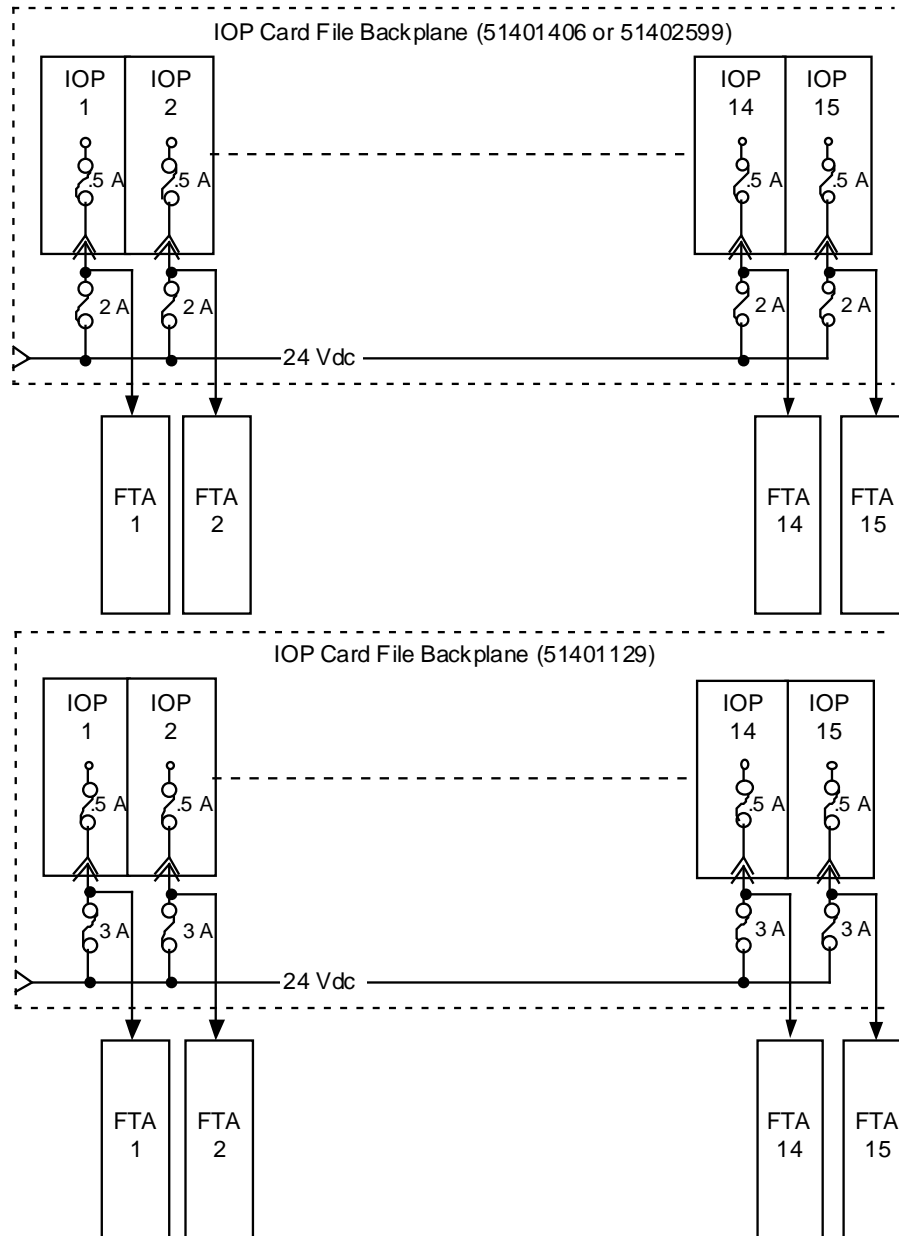 IOP Card File Backplane (51401406 or 51402599)
IOP
1
IOP
2
IOP
14
IOP
15
.5 A
.5 A
.5 A
.5 A
2 A
2 A
2 A
2 A
24 Vdc
FTA
1
FTA
2
FTA
14
FTA
15
IOP Card File Backplane (51401129)
IOP
1
IOP
2
IOP
14
IOP
15
.5 A
.5 A
.5 A
.5 A
3 A
3 A
3 A
3 A
24 Vdc
FTA
1
FTA
2
FTA
14
FTA
15